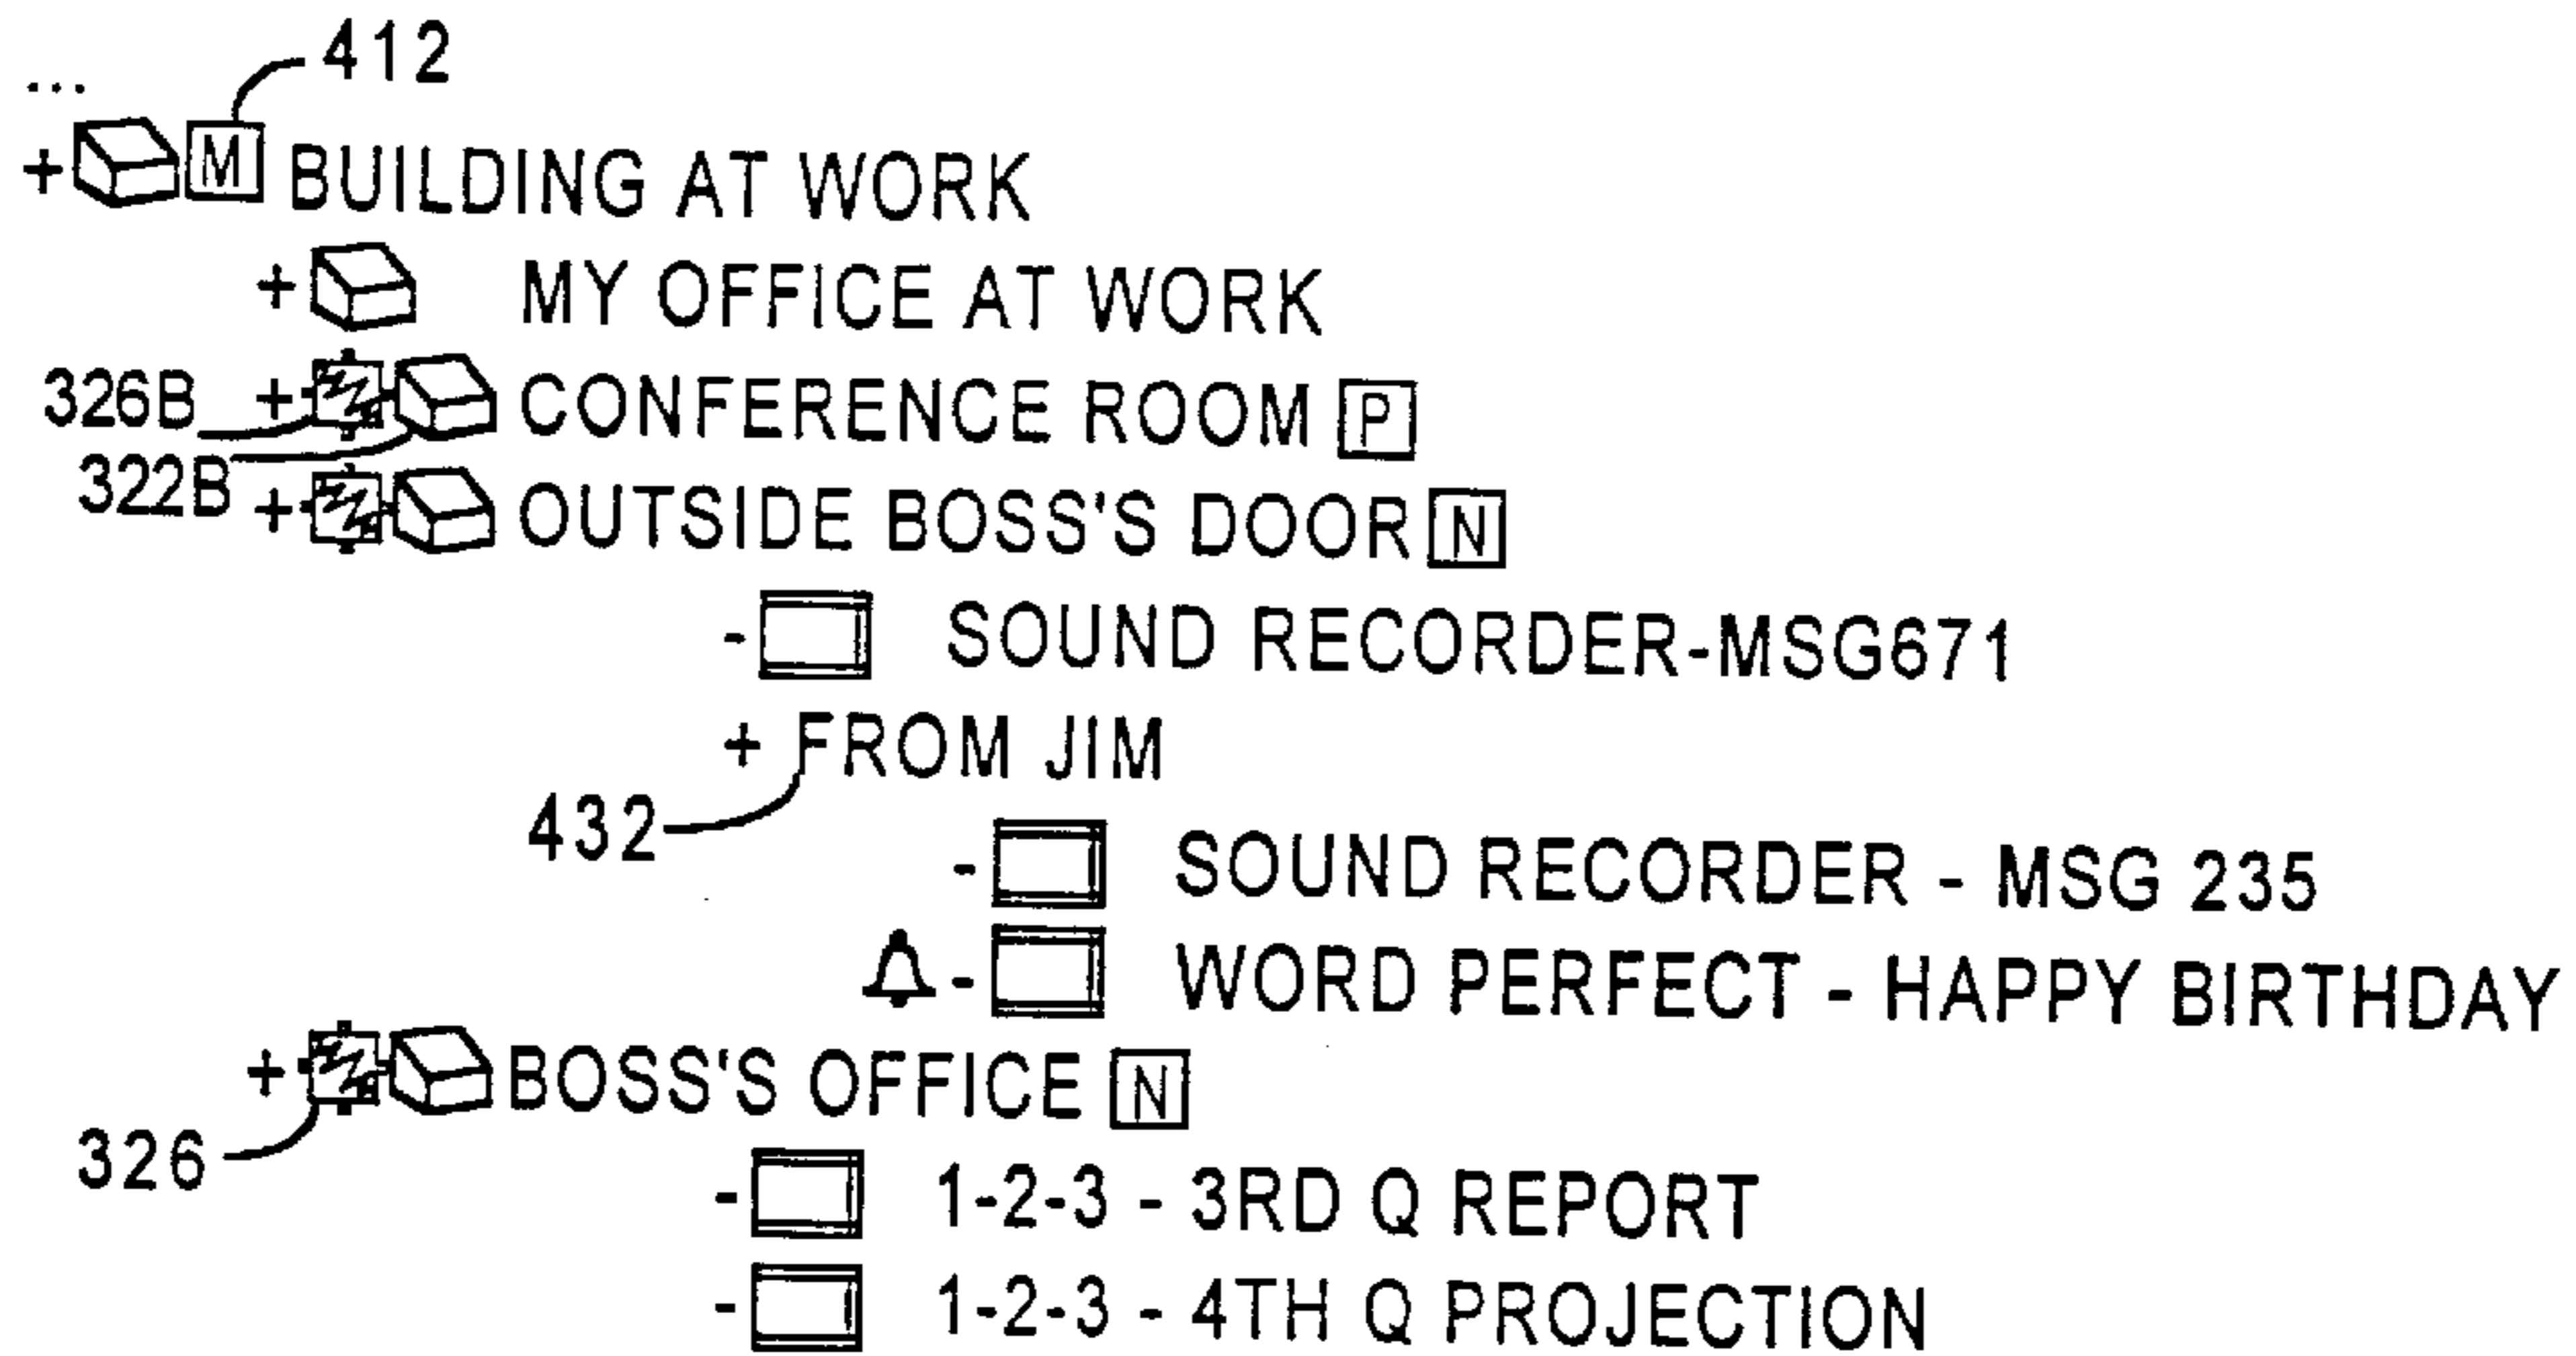 412
...
+ M BUILDING AT WORK
+ MY OFFICE AT WORK
326B + CONFERENCE ROOM P
322B + OUTSIDE BOSS'S DOOR N
- SOUND RECORDER-MSG671
+ FROM JIM
432
- SOUND RECORDER - MSG 235
- WORD PERFECT - HAPPY BIRTHDAY
+ BOSS'S OFFICE N
326
- 1-2-3 - 3RD Q REPORT
- 1-2-3 - 4TH Q PROJECTION